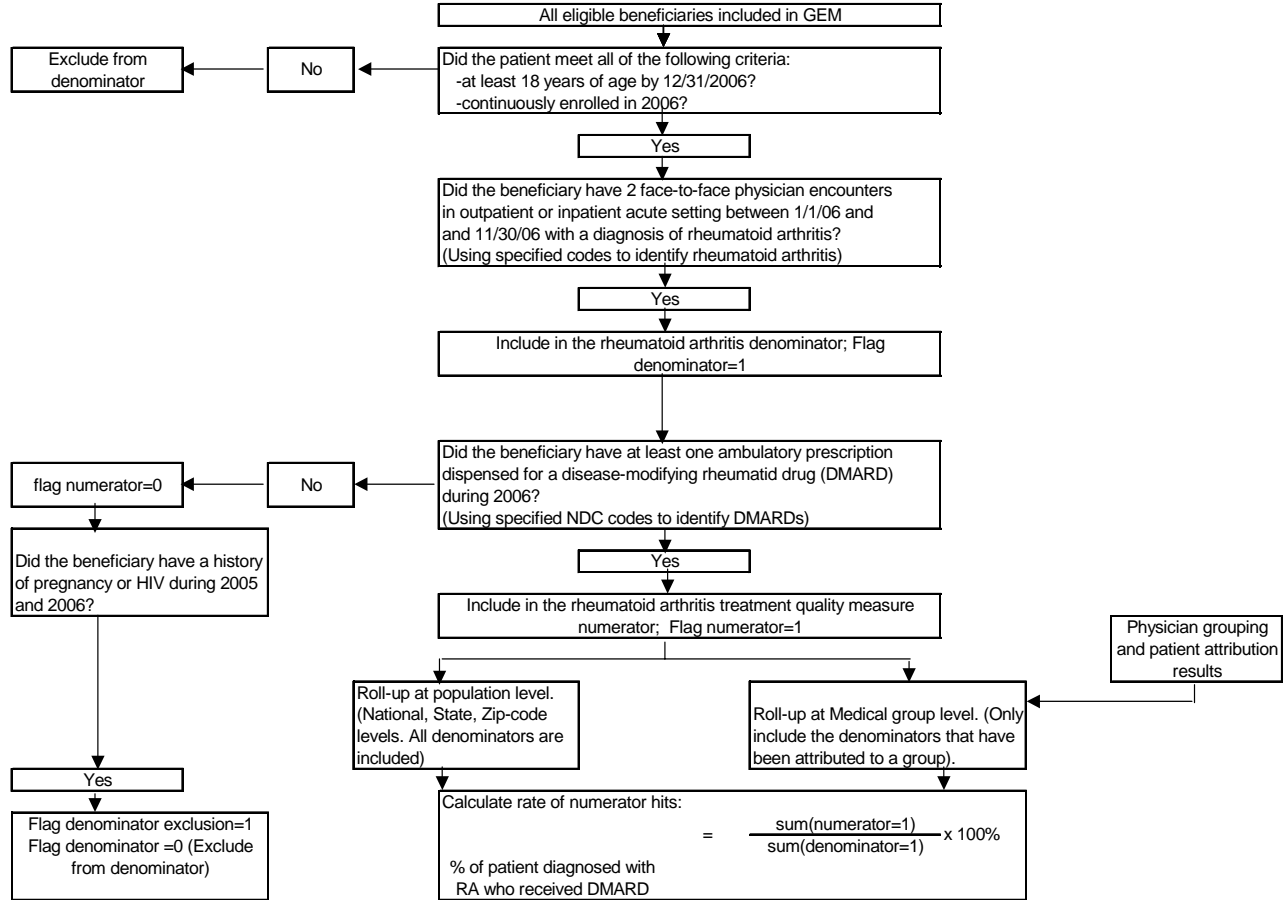 All eligible beneficiaries included in GEM
Exclude from
denominator
No
Did the patient meet all of the following criteria:
-at least 18 years of age by 12/31/2006?
-continuously enrolled in 2006?
Yes
Did the beneficiary have 2 face-to-face physician encounters
in outpatient or inpatient acute setting between 1/1/06 and
and 11/30/06 with a diagnosis of rheumatoid arthritis?
(Using specified codes to identify rheumatoid arthritis)
Yes
Include in the rheumatoid arthritis denominator; Flag
denominator=1
Did the beneficiary have at least one ambulatory prescription
dispensed for a disease-modifying rheumatid drug (DMARD)
during 2006?
(Using specified NDC codes to identify DMARDs)
No
flag numerator=0
Did the beneficiary have a history
of pregnancy or HIV during 2005
and 2006?
Yes
Include in the rheumatoid arthritis treatment quality measure
numerator;  Flag numerator=1
Physician grouping
and patient attribution
results
Roll-up at population level.
(National, State, Zip-code
levels. All denominators are
included)
Roll-up at Medical group level. (Only
include the denominators that have
been attributed to a group).
Yes
Flag denominator exclusion=1
Flag denominator =0 (Exclude
from denominator)
Calculate rate of numerator hits:
= sum(numerator=1) x 100%
sum(denominator=1)
% of patient diagnosed with
RA who received DMARD